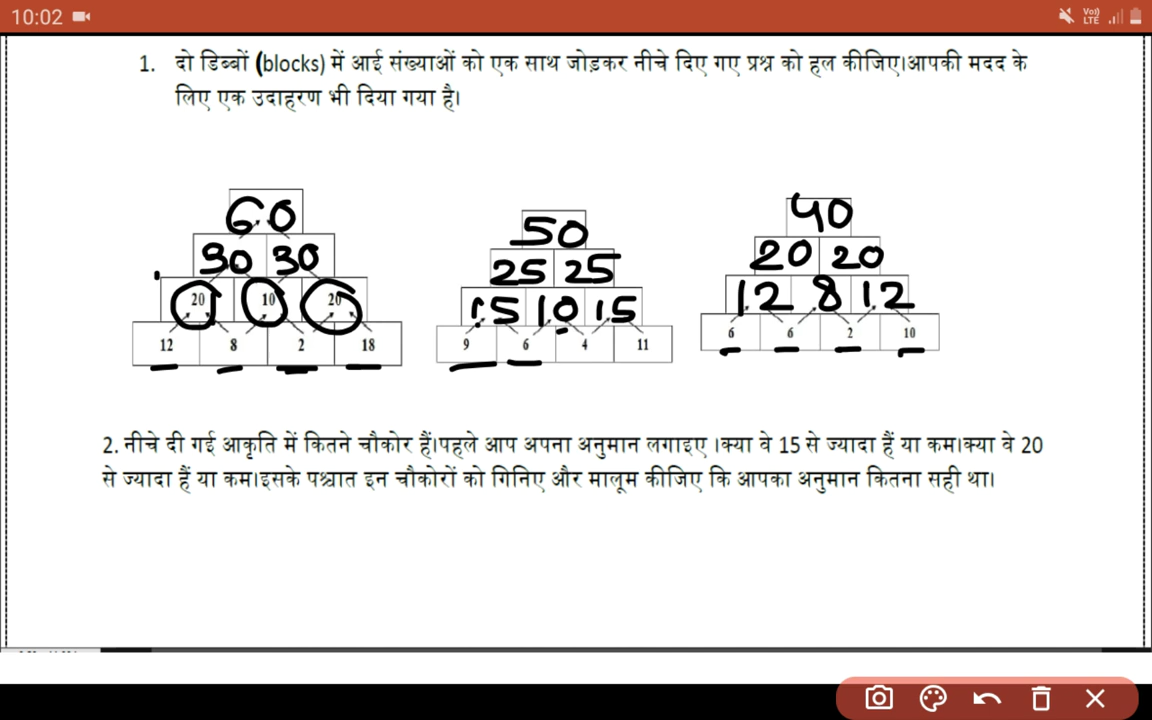 10:02
Vo)) LTE
1. दो डिब्बों (blocks) में आई संख्याओं को एक साथ जोड़कर नीचे दिए गए प्रश्न को हल कीजिए।आपकी मदद के
लिए एक उदाहरण भी दिया गया है।
60
30 30
20 10 20
12 8 2 18
50
25 25
15 10 15
9 6 4 11
40
20 20
12 8 12
6 6 2 10
2. नीचे दी गई आकृति में कितने चौकोर हैं।पहले आप अपना अनुमान लगाइए ।क्या वे 15 से ज्यादा हैं या कम।क्या वे 20
से ज्यादा हैं या कम।इसके पश्चात इन चौकोरों को गिनिए और मालूम कीजिए कि आपका अनुमान कितना सही था।